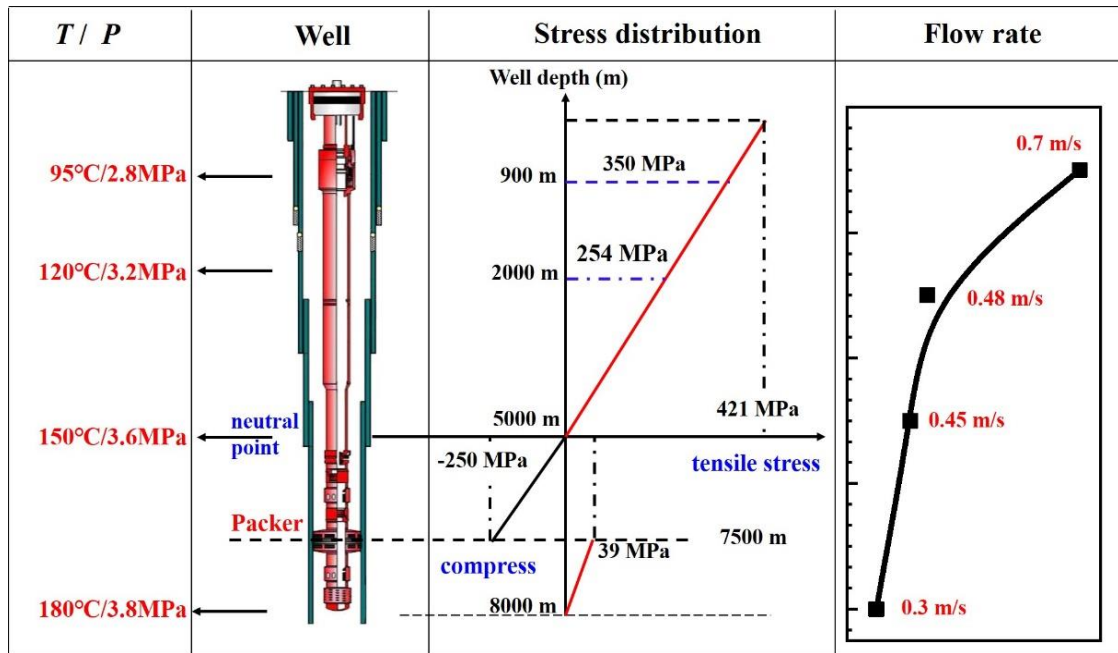 T / P
Well
Stress distribution
Flow rate
Well depth (m)
95°C/2.8MPa
900 m
350 MPa
0.7 m/s
120°C/3.2MPa
2000 m
254 MPa
0.48 m/s
150°C/3.6MPa
neutral
point
5000 m
421 MPa
0.45 m/s
-250 MPa
tensile stress
Packer
7500 m
compress
39 MPa
180°C/3.8MPa
8000 m
0.3 m/s